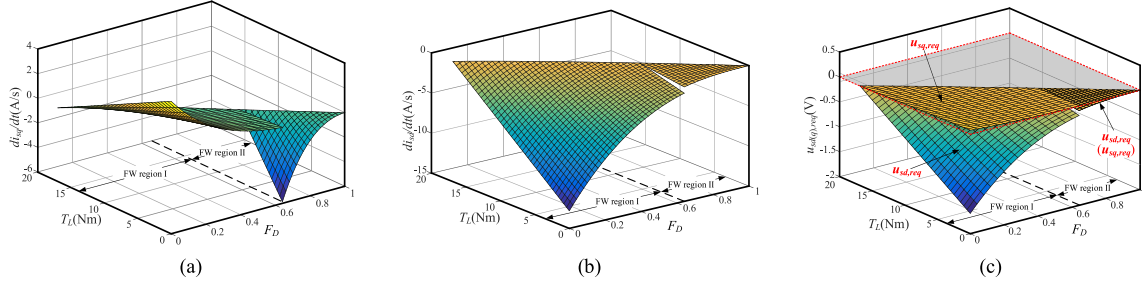 4
2
0
-2
-4
-6
di_sq/dt(A/s)
20
15
10
5
0
T_L(Nm)
0
0.2
0.4
0.6
0.8
1
F_D
FW region I
FW region II
(a)
0
-5
-10
-15
di_sd/dt(A/s)
15
10
5
0
T_L(Nm)
0
0.2
0.4
0.6
0.8
1
F_D
FW region I
FW region II
(b)
0.5
0
-0.5
-1
-1.5
-2
u_sd(q),req(V)
20
15
10
5
0
T_L(Nm)
0
0.2
0.4
0.6
0.8
1
F_D
FW region I
FW region II
u_sq,req
u_sd,req
u_sd,req
(u_sq,req)
(c)